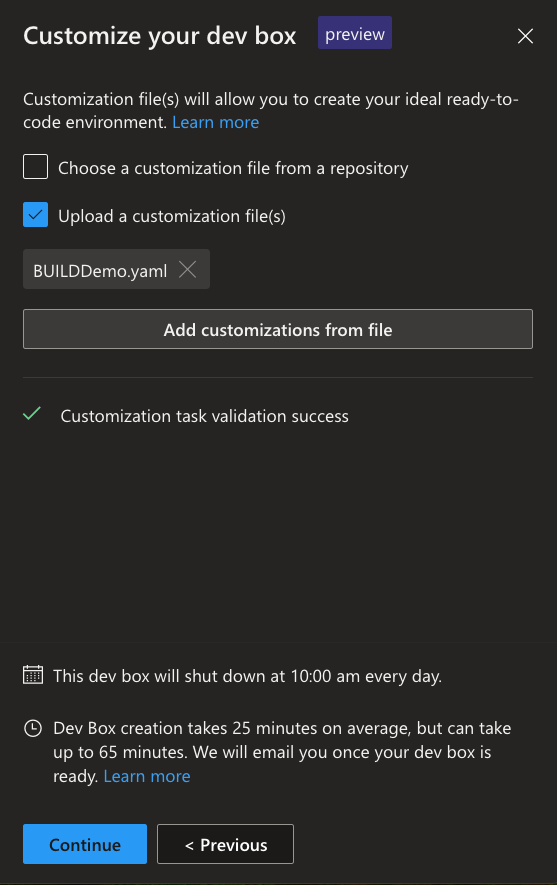 Customize your dev box preview
Customization file(s) will allow you to create your ideal ready-to-
code environment. Learn more
Choose a customization file from a repository
Upload a customization file(s)
BUILDDemo.yaml
Add customizations from file
Customization task validation success
This dev box will shut down at 10:00 am every day.
Dev Box creation takes 25 minutes on average, but can take
up to 65 minutes. We will email you once your dev box is
ready. Learn more
Continue
< Previous